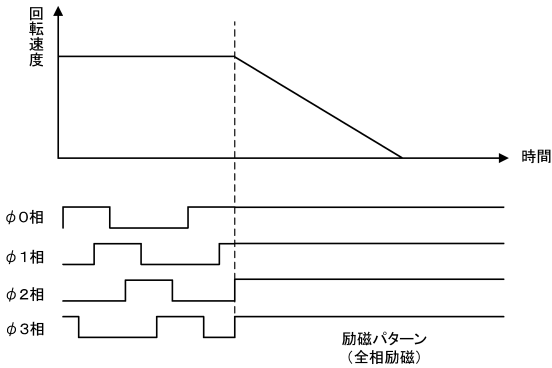 回転速度
時間
φ0相
φ1相
φ2相
φ3相
励磁パターン
(全相励磁)